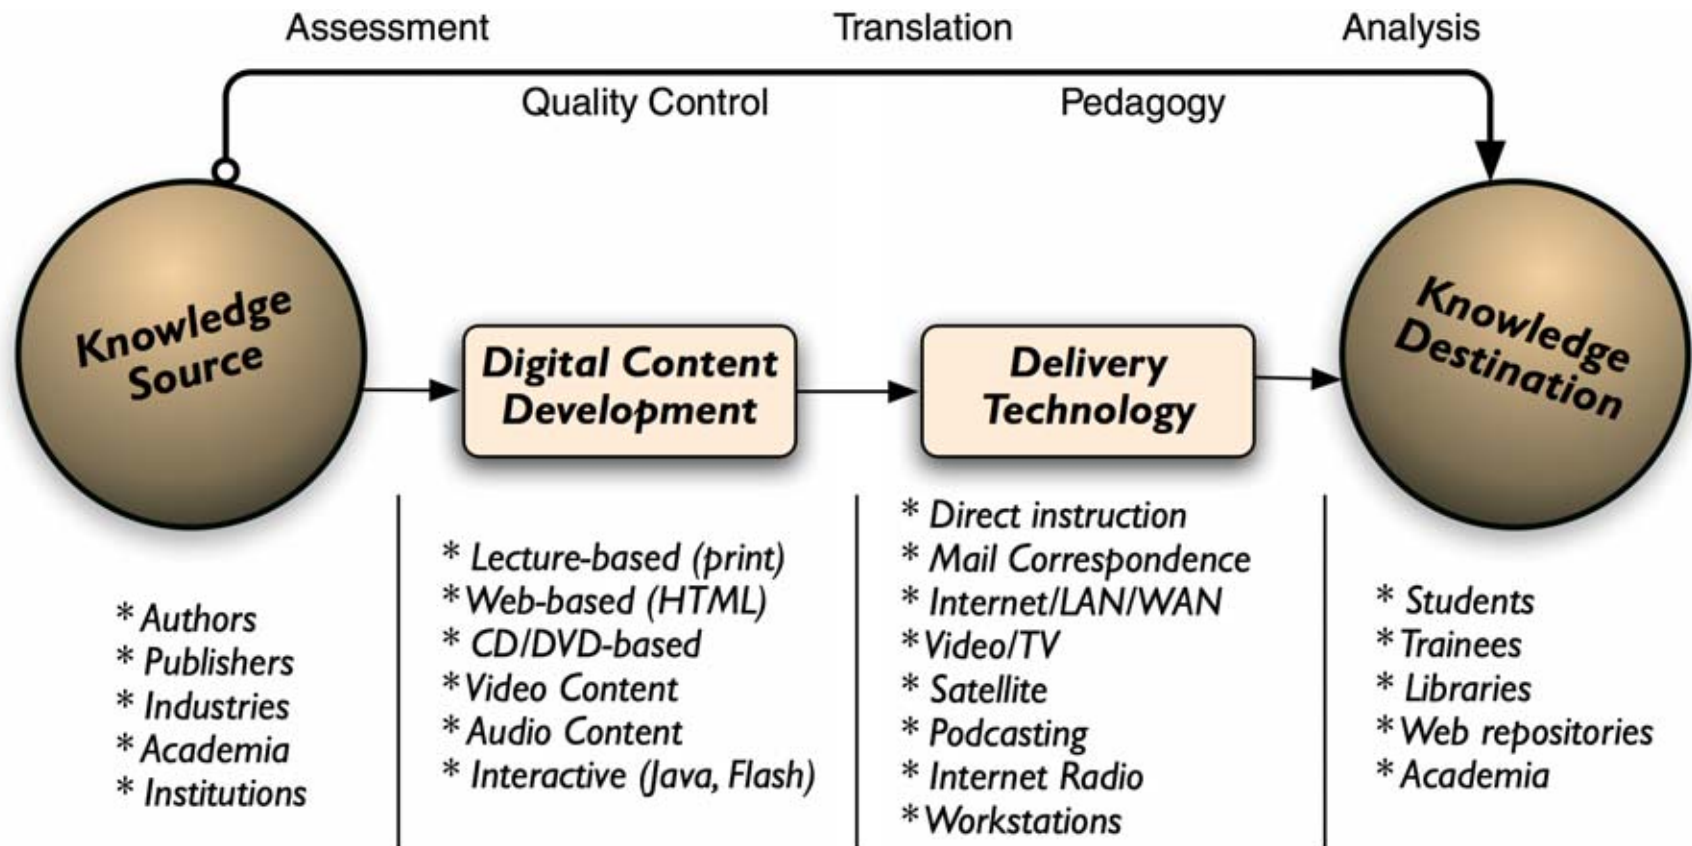 Assessment
Translation
Analysis
Quality Control
Pedagogy
Knowledge
Source
Digital Content
Development
Delivery
Technology
Knowledge
Destination
* Authors
* Publishers
* Industries
* Academia
* Institutions
* Lecture-based (print)
* Web-based (HTML)
* CD/DVD-based
* Video Content
* Audio Content
* Interactive (Java, Flash)
* Direct instruction
* Mail Correspondence
* Internet/LAN/WAN
* Video/TV
* Satellite
* Podcasting
* Internet Radio
* Workstations
* Students
* Trainees
* Libraries
* Web repositories
* Academia